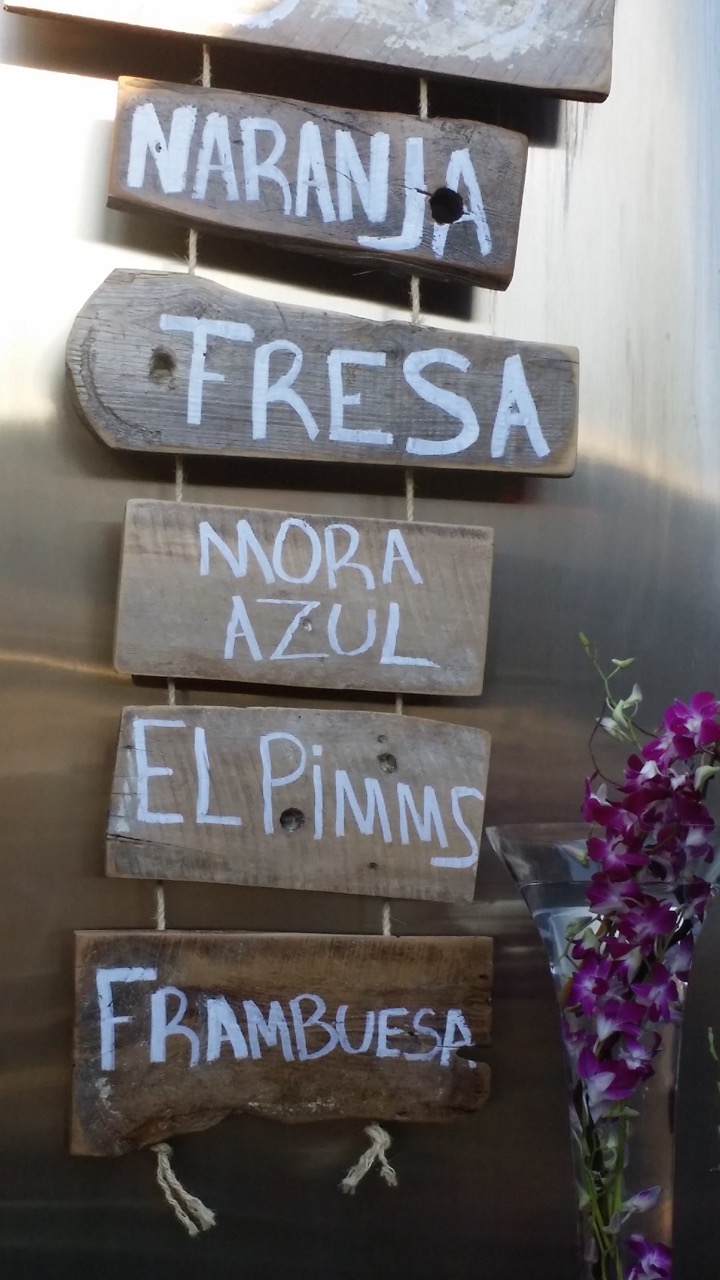 NARANJA
FRESA
MORA
AZUL
EL PiMMS
FRAMBUESA